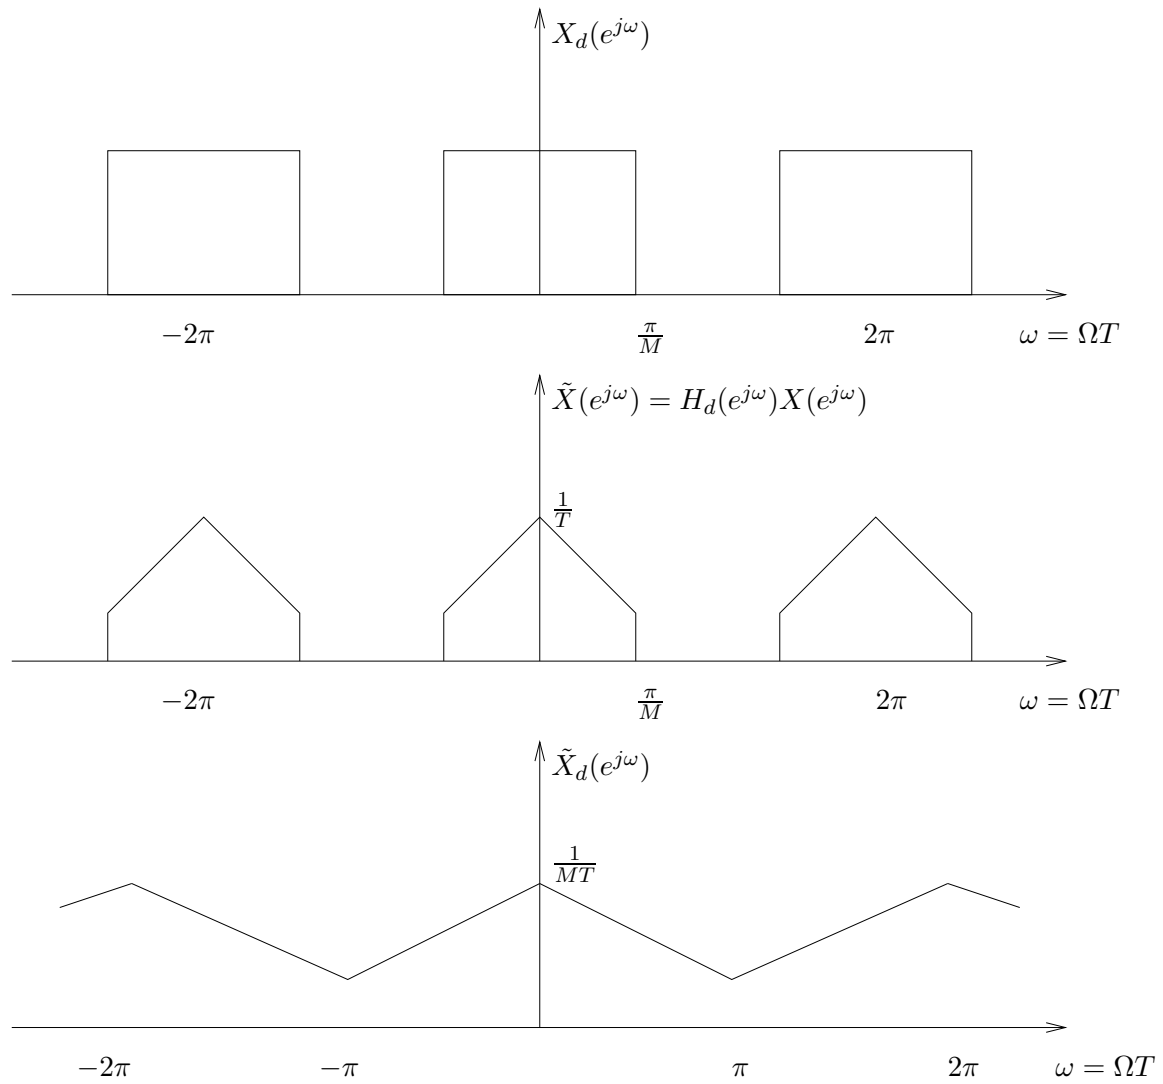 X_d(e^{jω})
−2π π/M 2π ω = ΩT
X̃(e^{jω}) = H_d(e^{jω})X(e^{jω})
1/T
−2π π/M 2π ω = ΩT
X̃_d(e^{jω})
1/MT
−2π −π π 2π ω = ΩT